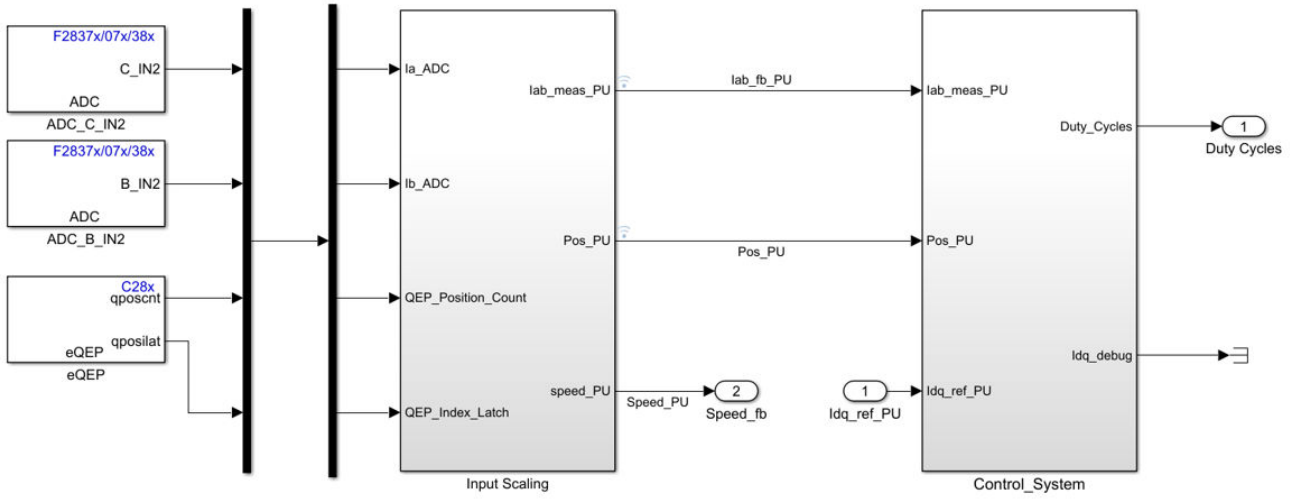 F2837x/07x/38x
C_IN2
ADC
ADC_C_IN2
F2837x/07x/38x
B_IN2
ADC
ADC_B_IN2
C28x
qposcnt
qposilat
eQEP
eQEP
Ia_ADC
Ib_ADC
QEP_Position_Count
QEP_Index_Latch
Iab_meas_PU
Pos_PU
speed_PU
Input Scaling
Iab_fb_PU
Pos_PU
Speed_PU
2
Speed_fb
1
Idq_ref_PU
Iab_meas_PU
Pos_PU
Idq_ref_PU
Duty_Cycles
Idq_debug
Control_System
1
Duty Cycles